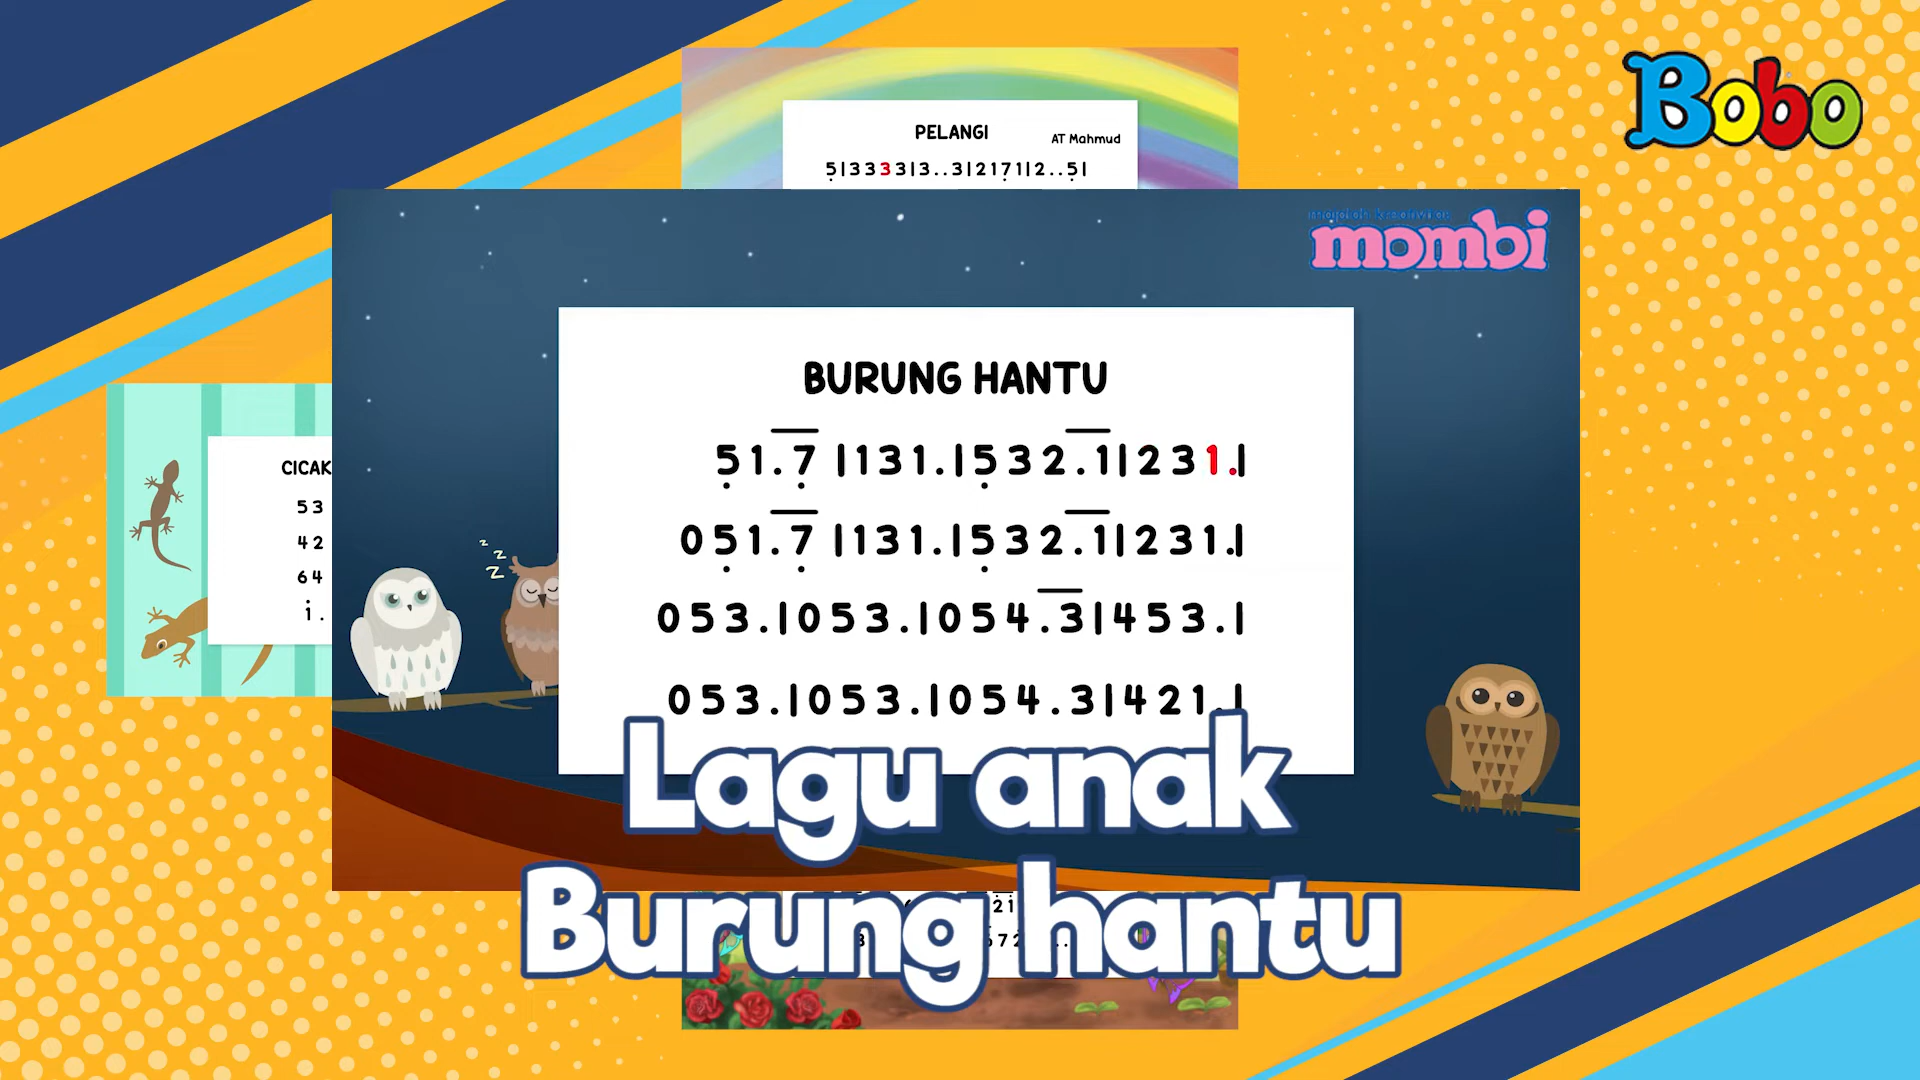 Bobo
PELANGI
AT Mahmud
5|3333|3..3|2171|2..5|
mombi
BURUNG HANTU
51.7 |131.|532.1|231.|
051.7 |131.|532.1|231.|
053.|053.|054.3|453.|
053.|053.|054.3|421.|
CICAK
53
42
64
1.
z
z
z
Lagu anak
Burung hantu